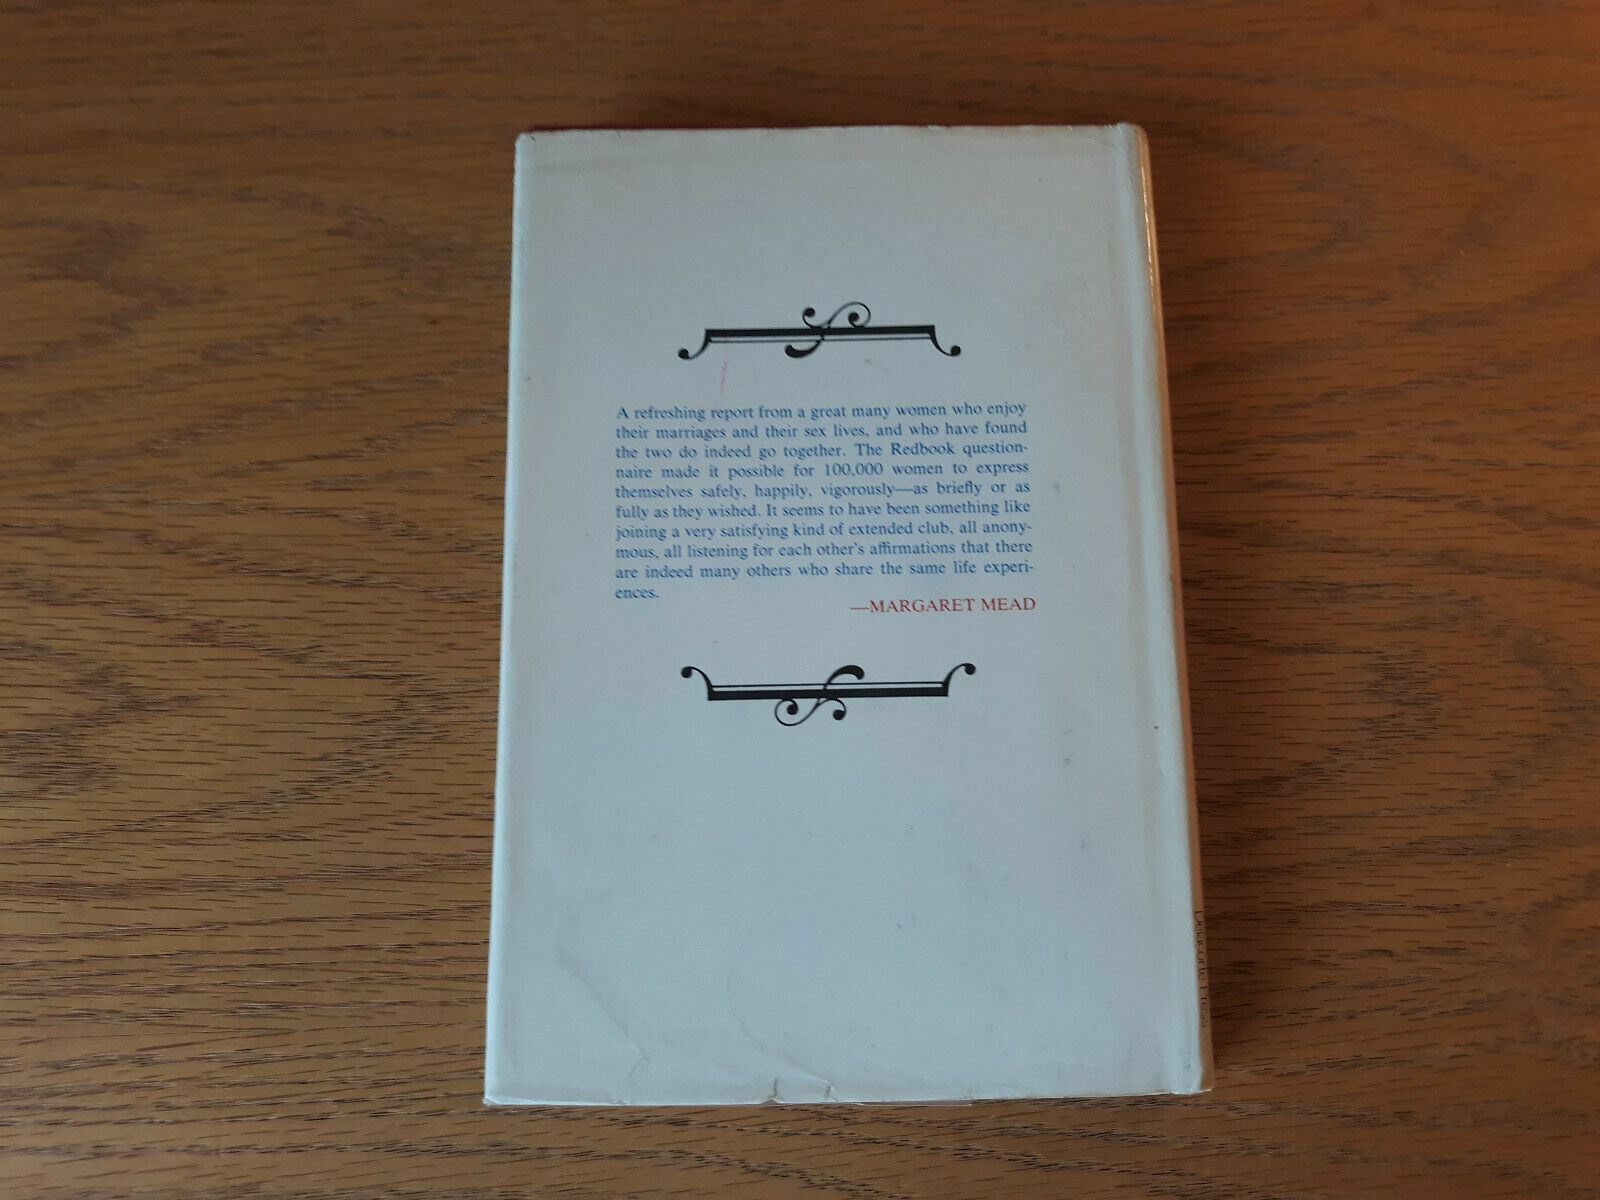 A refreshing report from a great many women who enjoy
their marriages and their sex lives, and who have found
the two do indeed go together. The Redbook question-
naire made it possible for 100,000 women to express
themselves safely, happily, vigorously—as briefly or as
fully as they wished. It seems to have been something like
joining a very satisfying kind of extended club, all anony-
mous, all listening for each other's affirmations that there
are indeed many others who share the same life experi-
ences.
—MARGARET MEAD